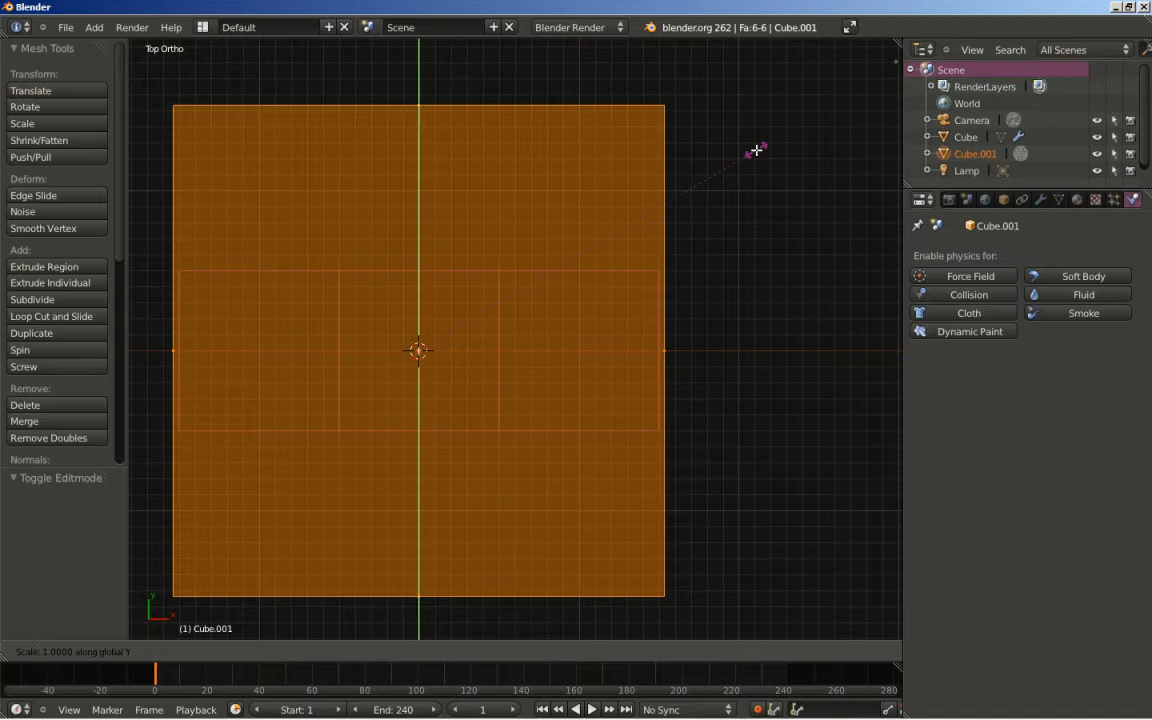 Blender
File Add Render Help Default Scene Blender Render blender.org 262 | Fa:6-6 | Cube.001
Mesh Tools
Transform:
Translate
Rotate
Scale
Shrink/Fatten
Push/Pull
Deform:
Edge Slide
Noise
Smooth Vertex
Add:
Extrude Region
Extrude Individual
Subdivide
Loop Cut and Slide
Duplicate
Spin
Screw
Remove:
Delete
Merge
Remove Doubles
Normals:
Toggle Editmode
Top Ortho
y
x
(1) Cube.001
Scale: 1.0000 along global Y
View Search All Scenes
Scene
RenderLayers
World
Camera
Cube
Cube.001
Lamp
Cube.001
Enable physics for:
Force Field Soft Body
Collision Fluid
Cloth Smoke
Dynamic Paint
-40 -20 0 20 40 60 80 100 120 140 160 180 200 220 240 260 280
View Marker Frame Playback Start: 1 End: 240 1 No Sync